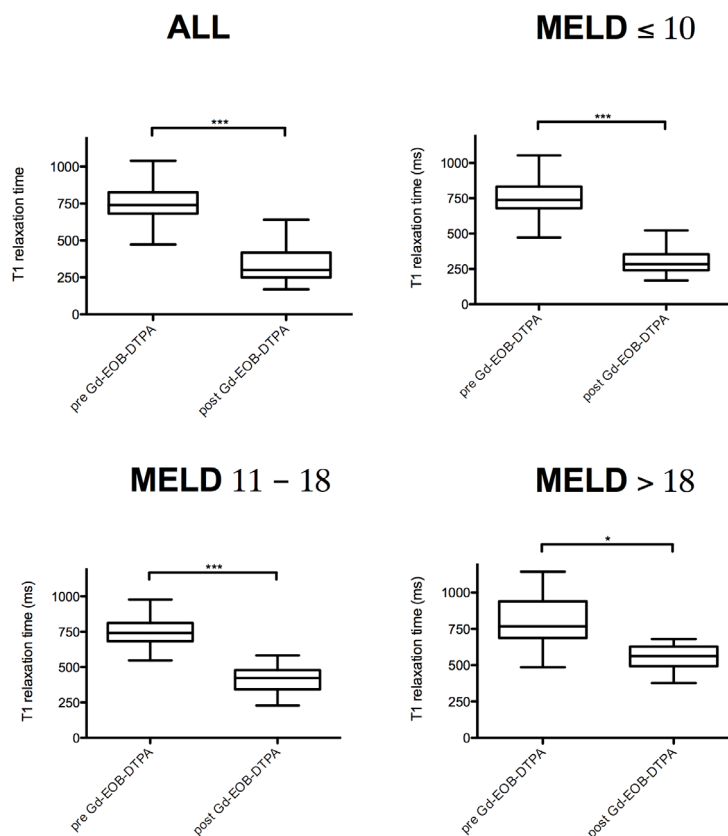 ALL
***
T1 relaxation time
1000
750
500
250
0
pre Gd-EOB-DTPA
post Gd-EOB-DTPA
MELD ≤ 10
***
T1 relaxation time (ms)
1000
750
500
250
0
pre Gd-EOB-DTPA
post Gd-EOB-DTPA
MELD 11 – 18
***
T1 relaxation time (ms)
1000
750
500
250
0
pre Gd-EOB-DTPA
post Gd-EOB-DTPA
MELD > 18
*
T1 relaxation time (ms)
1000
750
500
250
0
pre Gd-EOB-DTPA
post Gd-EOB-DTPA